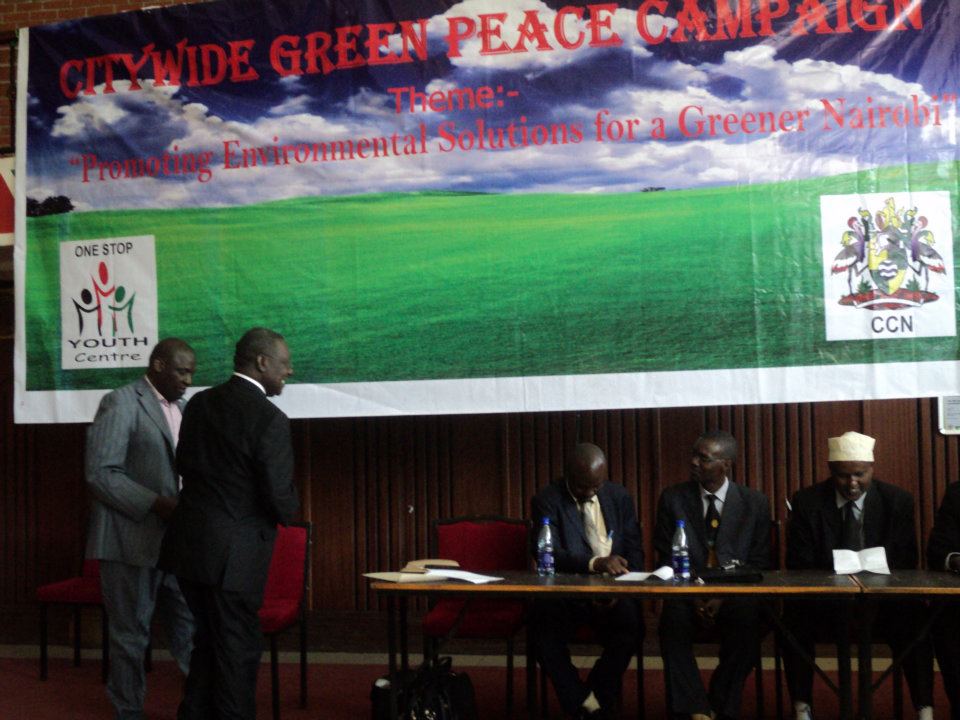 CITYWIDE GREEN PEACE CAMPAIGN
Theme:-
"Promoting Environmental Solutions for a Greener Nairobi"
ONE STOP
YOUTH
Centre
CCN